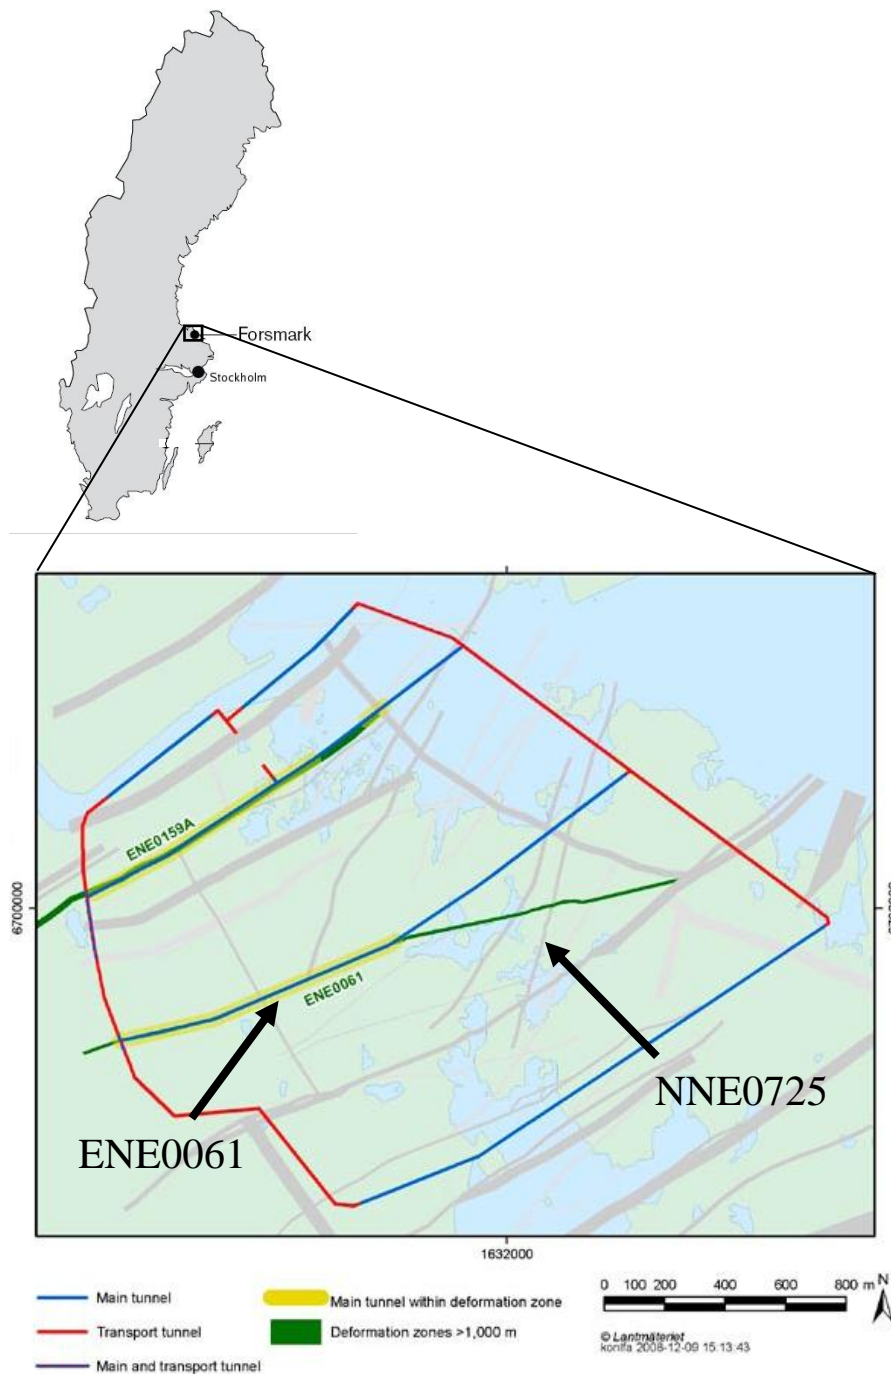 Forsmark
Stockholm
ENE0159A
6700000
ENE0061
NNE0725
ENE0061
1632000
Main tunnel
Transport tunnel
Main and transport tunnel
Main tunnel within deformation zone
Deformation zones >1,000 m
0 100 200 400 600 800 m
N
© Lantmäteriet
konlfa 2008-12-09 15:13:43